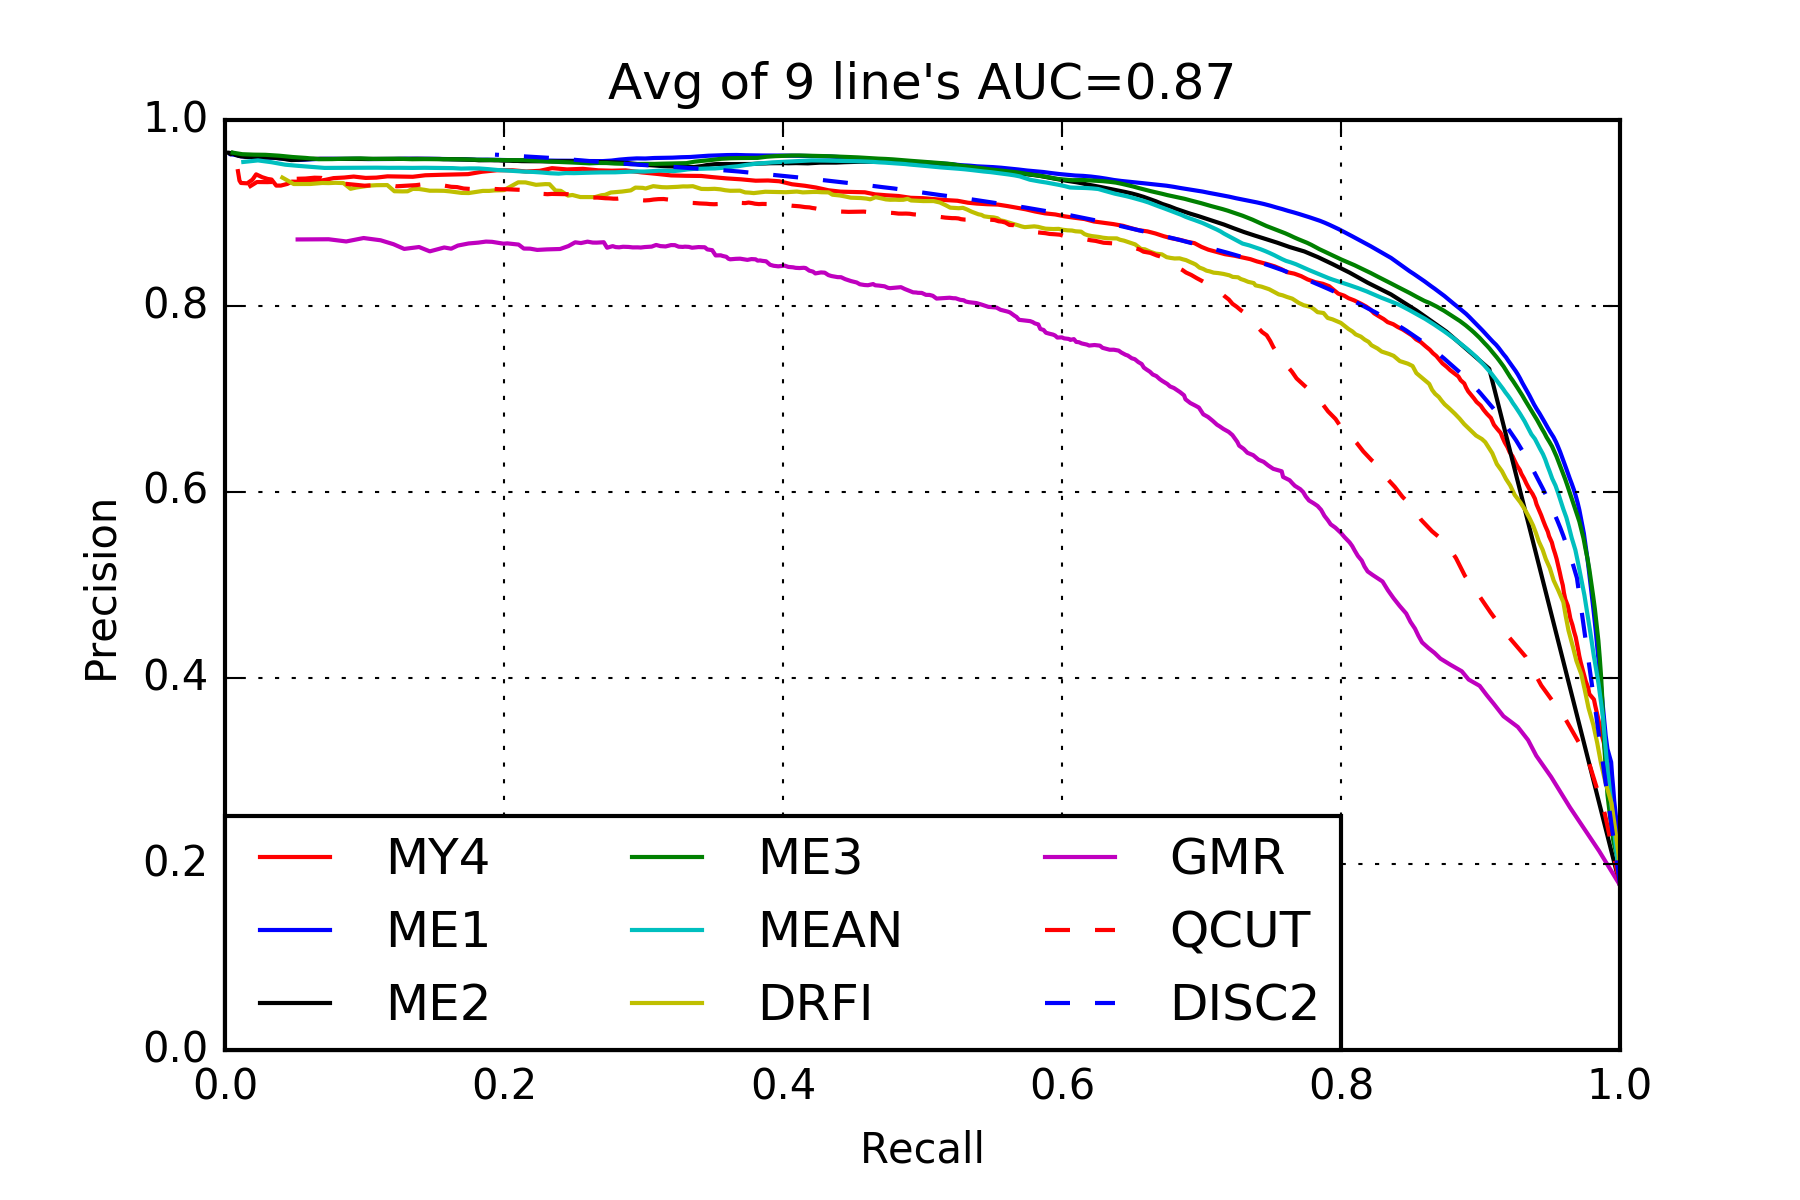 Avg of 9 line's AUC=0.87
1.0
0.8
0.6
0.4
0.2
0.0
Precision
MY4 ME3 GMR
ME1 MEAN QCUT
ME2 DRFI DISC2
0.0 0.2 0.4 0.6 0.8 1.0
Recall